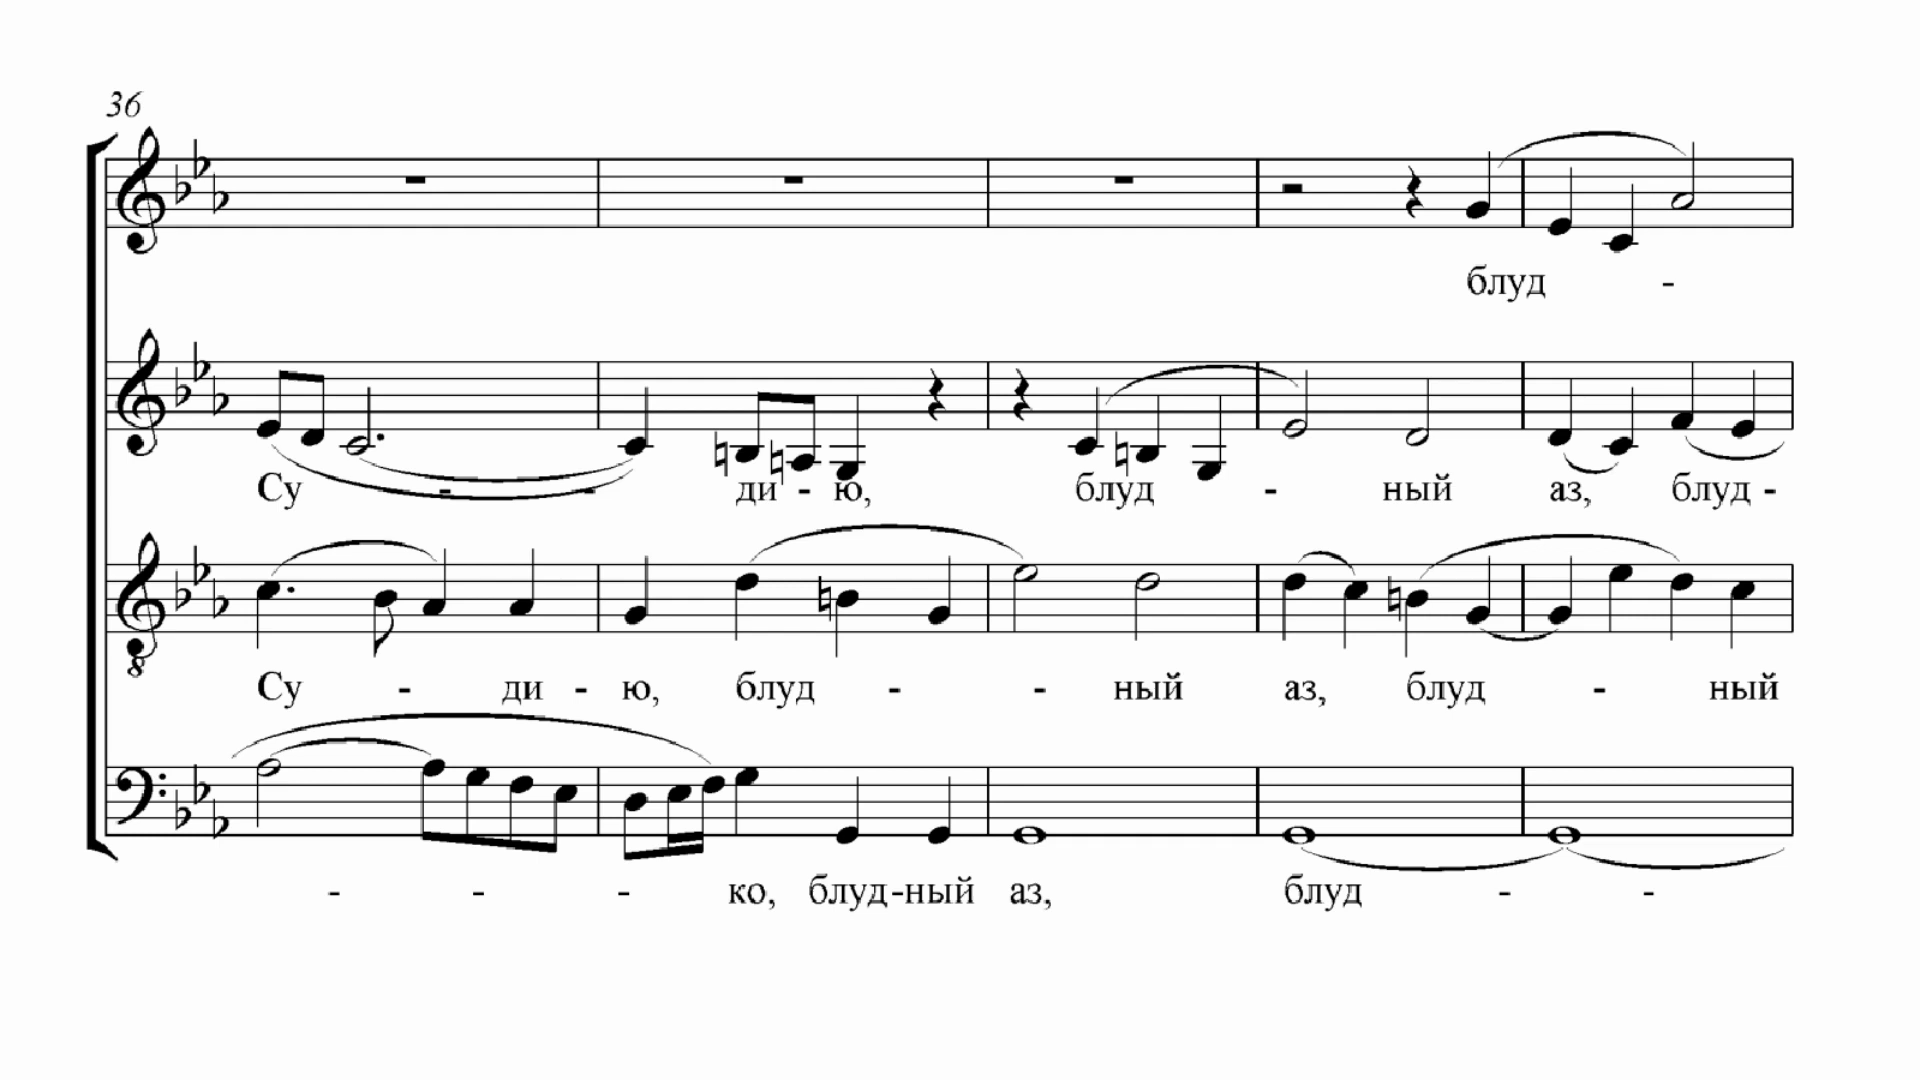 36
блуд -
Су - - ди - ю, блуд - ный аз, блуд -
Су - ди - ю, блуд - - ный аз, блуд - ный
- - - ко, блуд-ный аз, блуд - -